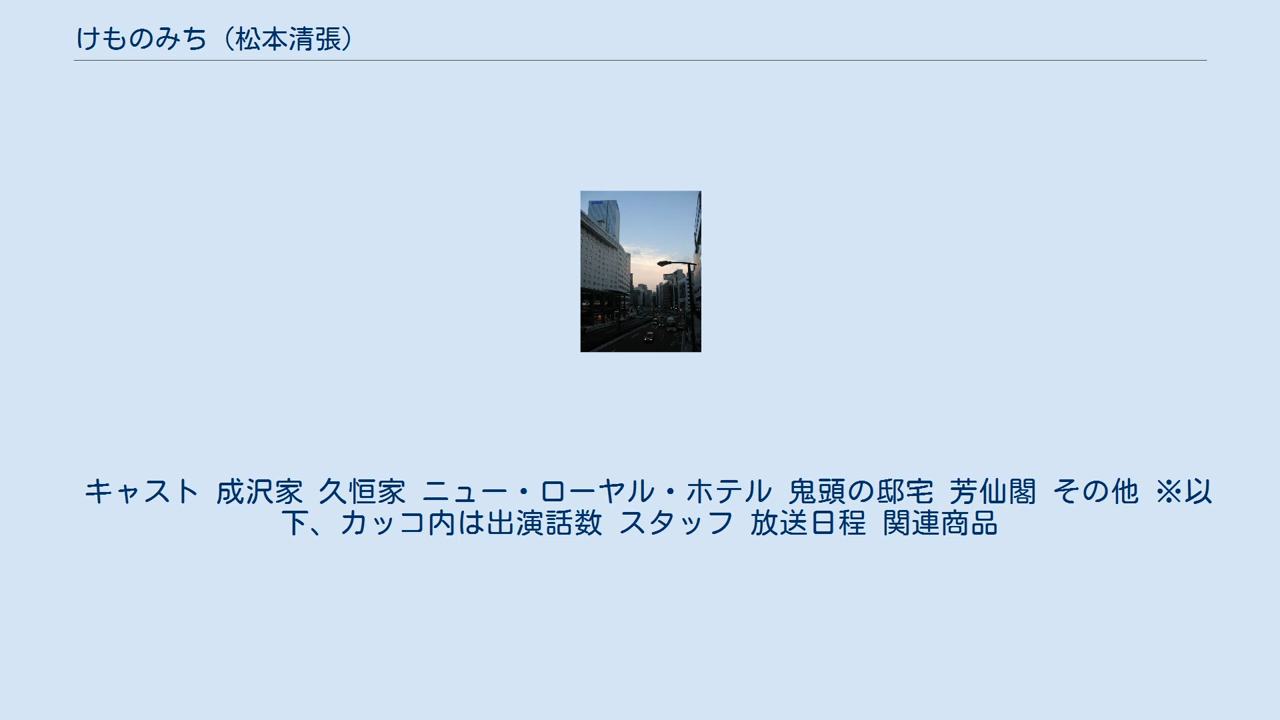 けものみち（松本清張）
キャスト 成沢家 久恒家 ニュー・ローヤル・ホテル 鬼頭の邸宅 芳仙閣 その他 ※以
下、カッコ内は出演話数 スタッフ 放送日程 関連商品